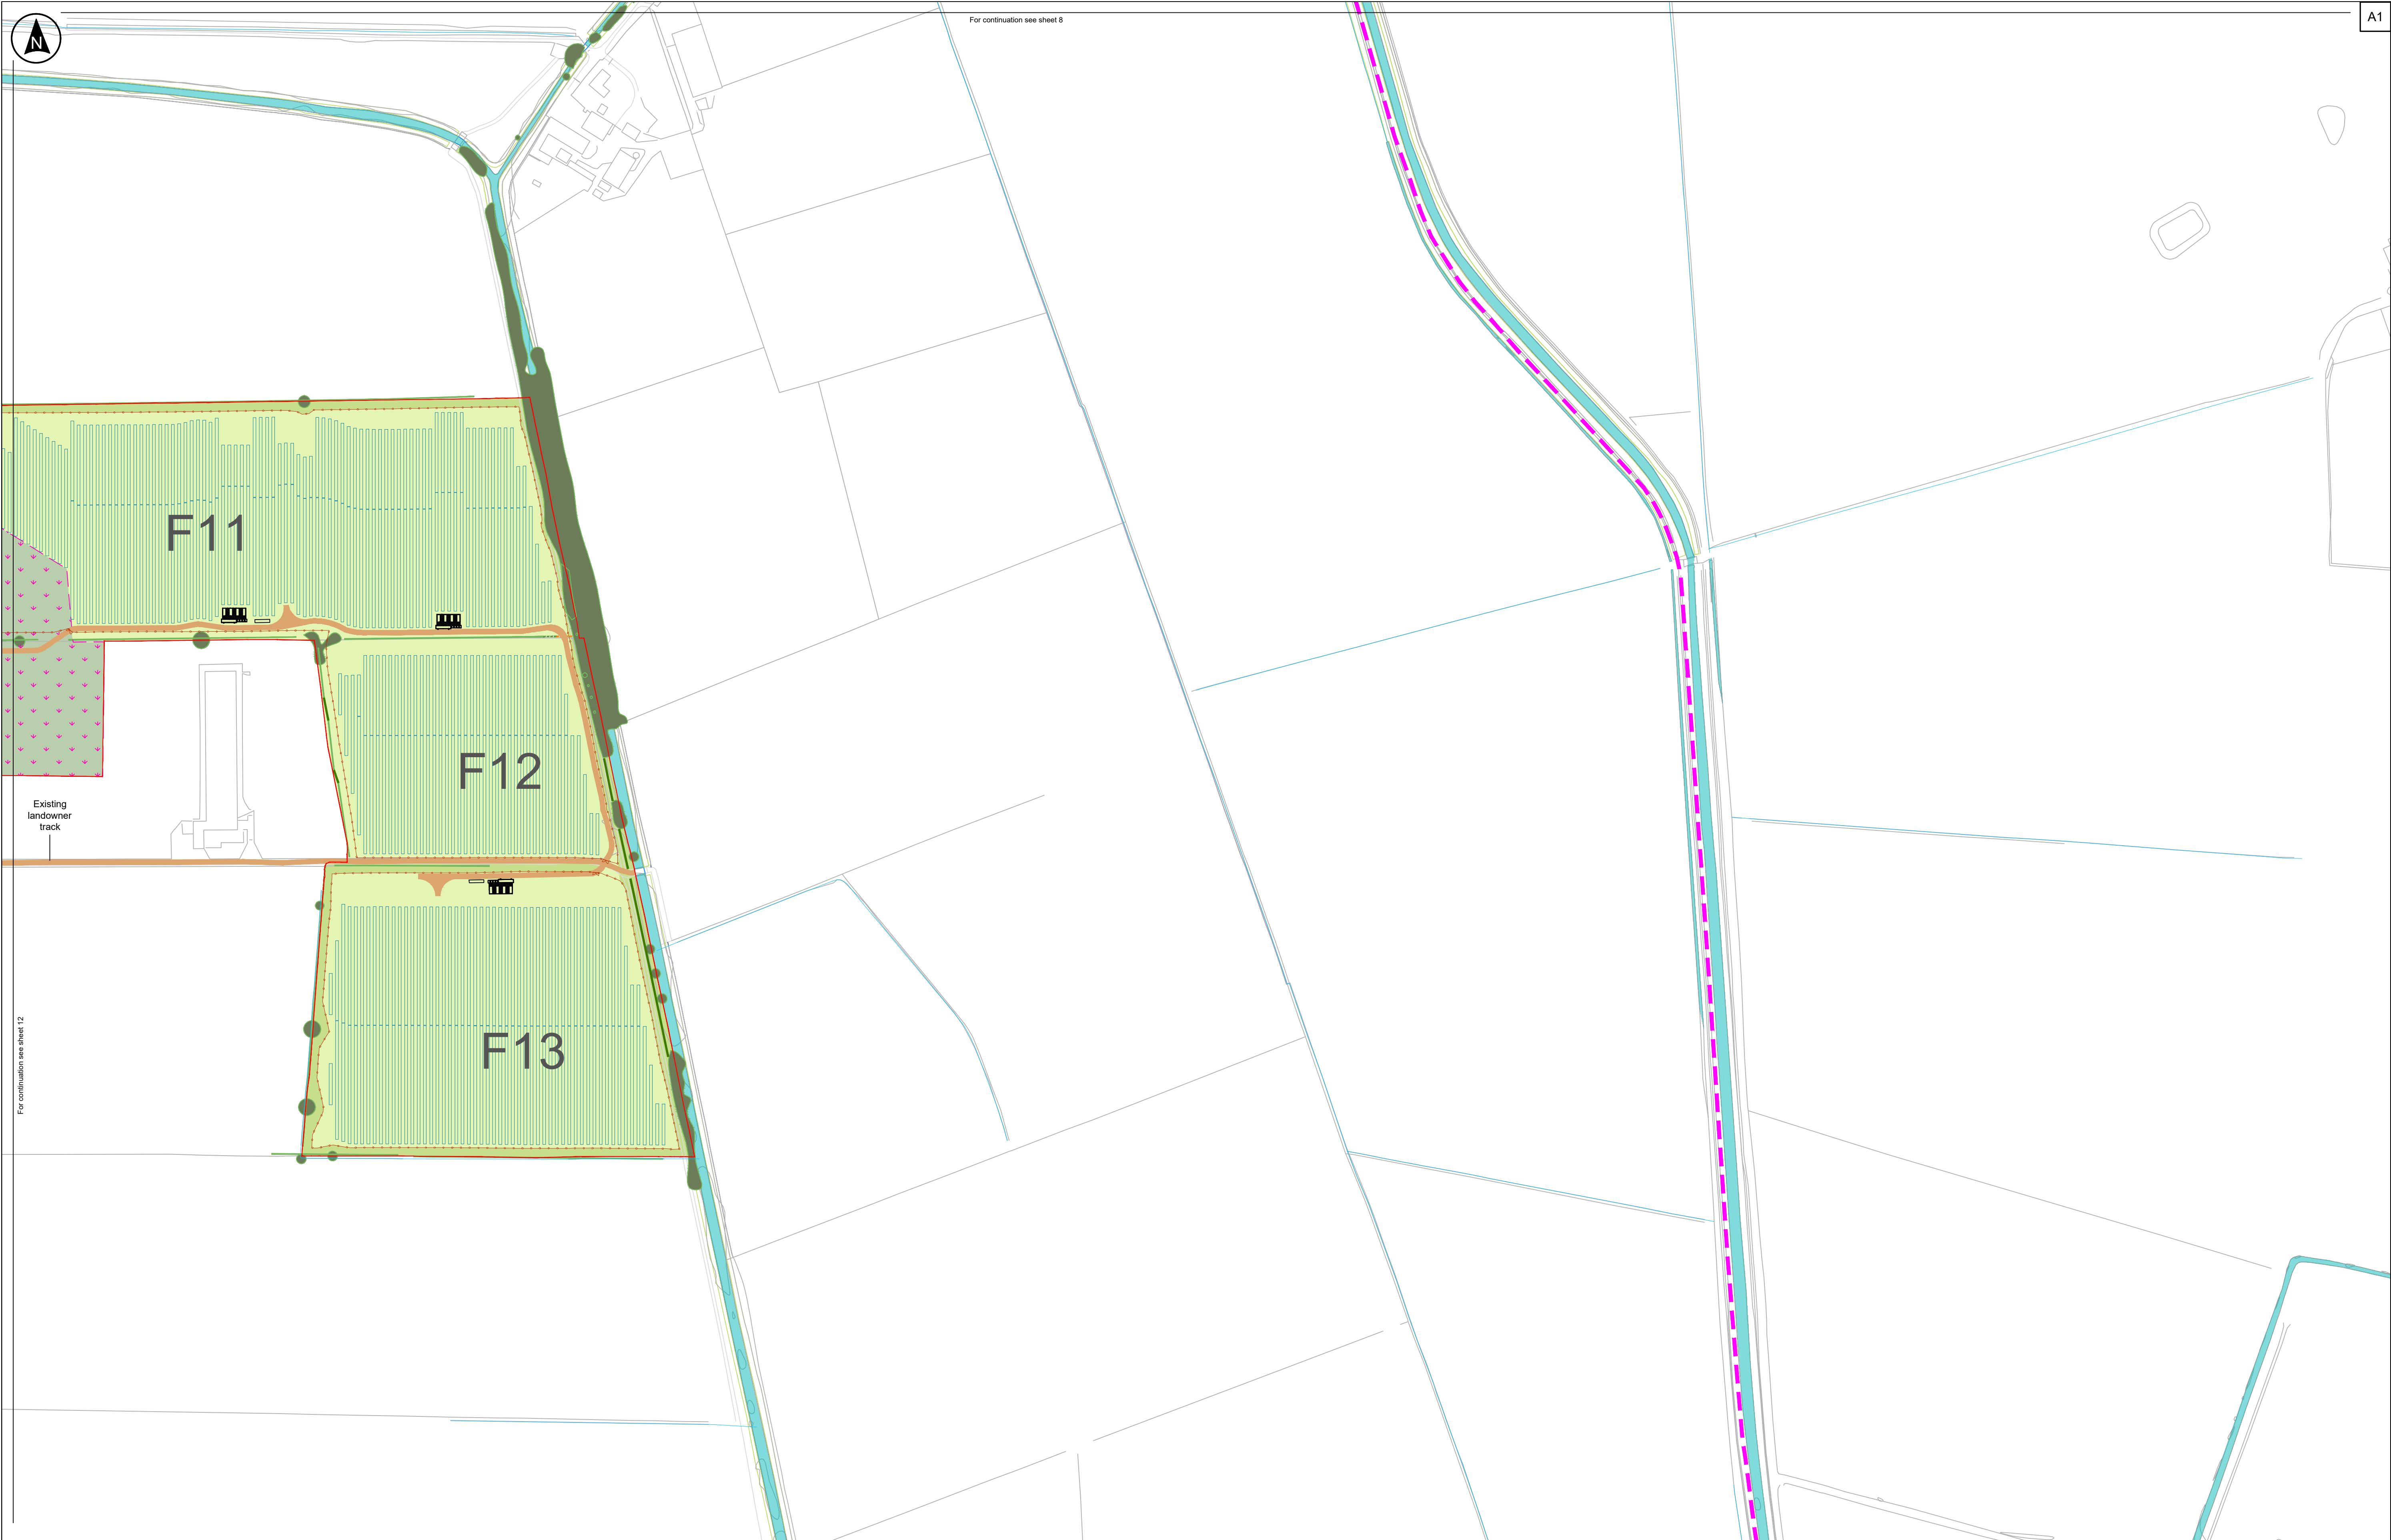 For continuation see sheet 8
A1
N
F11
F12
Existing
landowner
track
For continuation see sheet 12
F13